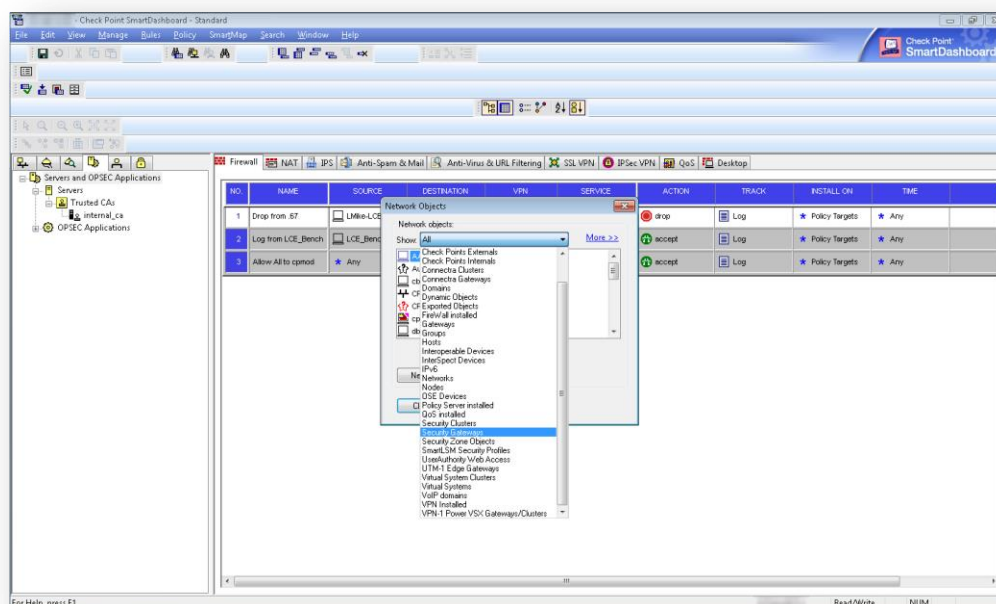 - Check Point SmartDashboard - Standard
File Edit View Manage Rules Policy SmartMap Search Window Help
Check Point
SmartDashboard
Servers and OPSEC Applications
Servers
Trusted CAs
internal_ca
OPSEC Applications
Firewall NAT IPS Anti-Spam & Mail Anti-Virus & URL Filtering SSL VPN IPSec VPN QoS Desktop
NO. NAME SOURCE DESTINATION VPN SERVICE ACTION TRACK INSTALL ON TIME
1 Drop from .67 LMike-LCE drop Log Policy Targets Any
2 Log from LCE_Bench LCE_Benc accept Log Policy Targets Any
3 Allow All to cpmod Any accept Log Policy Targets Any
Network Objects
Network objects:
Show: All More >>
Check Points Externals
Check Points Internals
Connectra Clusters
Connectra Gateways
Domains
Dynamic Objects
Exported Objects
FireWall installed
Gateways
Groups
Hosts
Interoperable Devices
InterSpect Devices
IPv6
Networks
Nodes
OSE Devices
Policy Server installed
QoS installed
Security Clusters
Security Gateways
Security Zone Objects
SmartLSM Security Profiles
UserAuthority Web Access
UTM-1 Edge Gateways
Virtual System Clusters
Virtual Systems
VoIP domains
VPN Installed
VPN-1 Power VSX Gateways/Clusters
For Help, press F1 Read/Write NUM